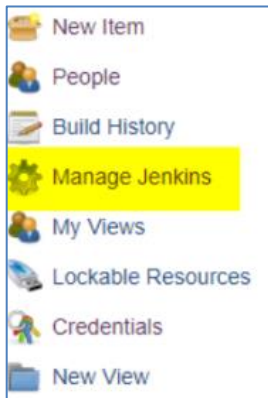 New Item
People
Build History
Manage Jenkins
My Views
Lockable Resources
Credentials
New View